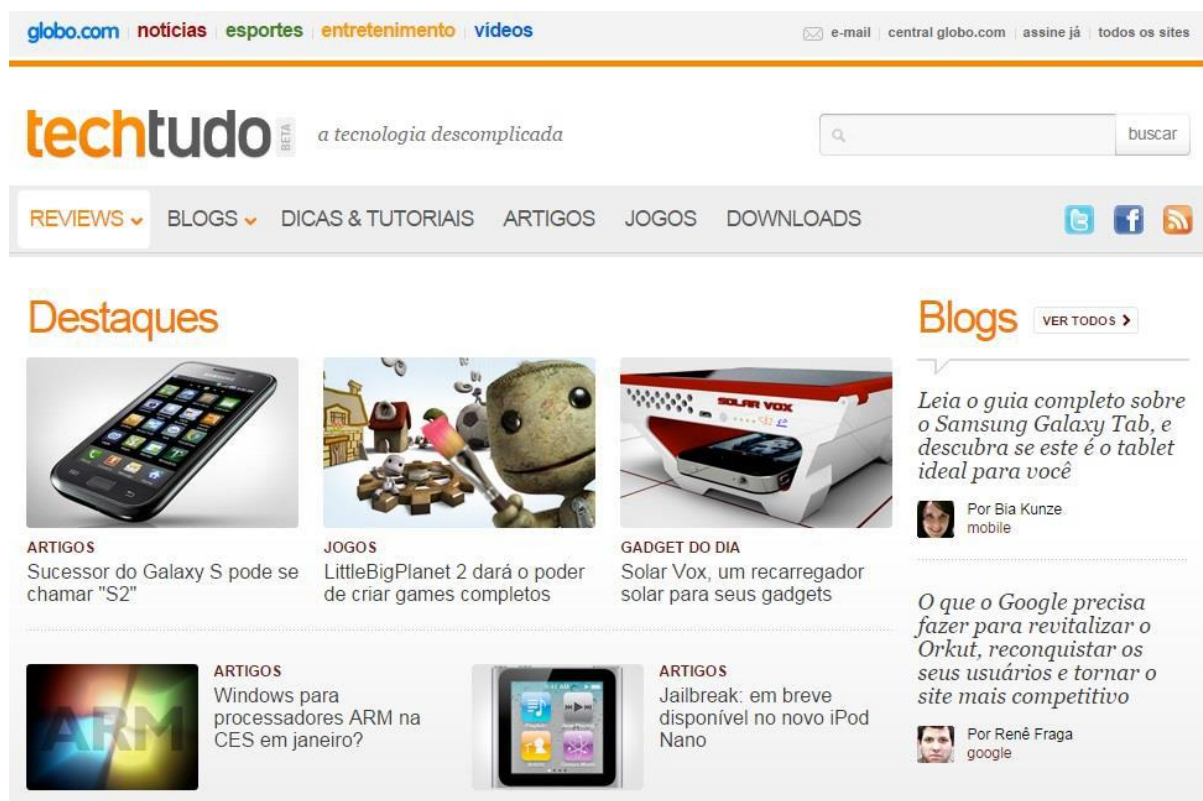 globo.com notícias esportes entretenimento vídeos
e-mail central globo.com assine já todos os sites
techtudo BETA
a tecnologia descomplicada
buscar
REVIEWS BLOGS DICAS & TUTORIAIS ARTIGOS JOGOS DOWNLOADS
Destaques
ARTIGOS
Sucessor do Galaxy S pode se
chamar "S2"
JOGOS
LittleBigPlanet 2 dará o poder
de criar games completos
SOLAR VOX
GADGET DO DIA
Solar Vox, um recarregador
solar para seus gadgets
ARM
ARTIGOS
Windows para
processadores ARM na
CES em janeiro?
ARTIGOS
Jailbreak: em breve
disponível no novo iPod
Nano
Blogs
VER TODOS
Leia o guia completo sobre
o Samsung Galaxy Tab, e
descubra se este é o tablet
ideal para você
Por Bia Kunze
mobile
O que o Google precisa
fazer para revitalizar o
Orkut, reconquistar os
seus usuários e tornar o
site mais competitivo
Por Renê Fraga
google